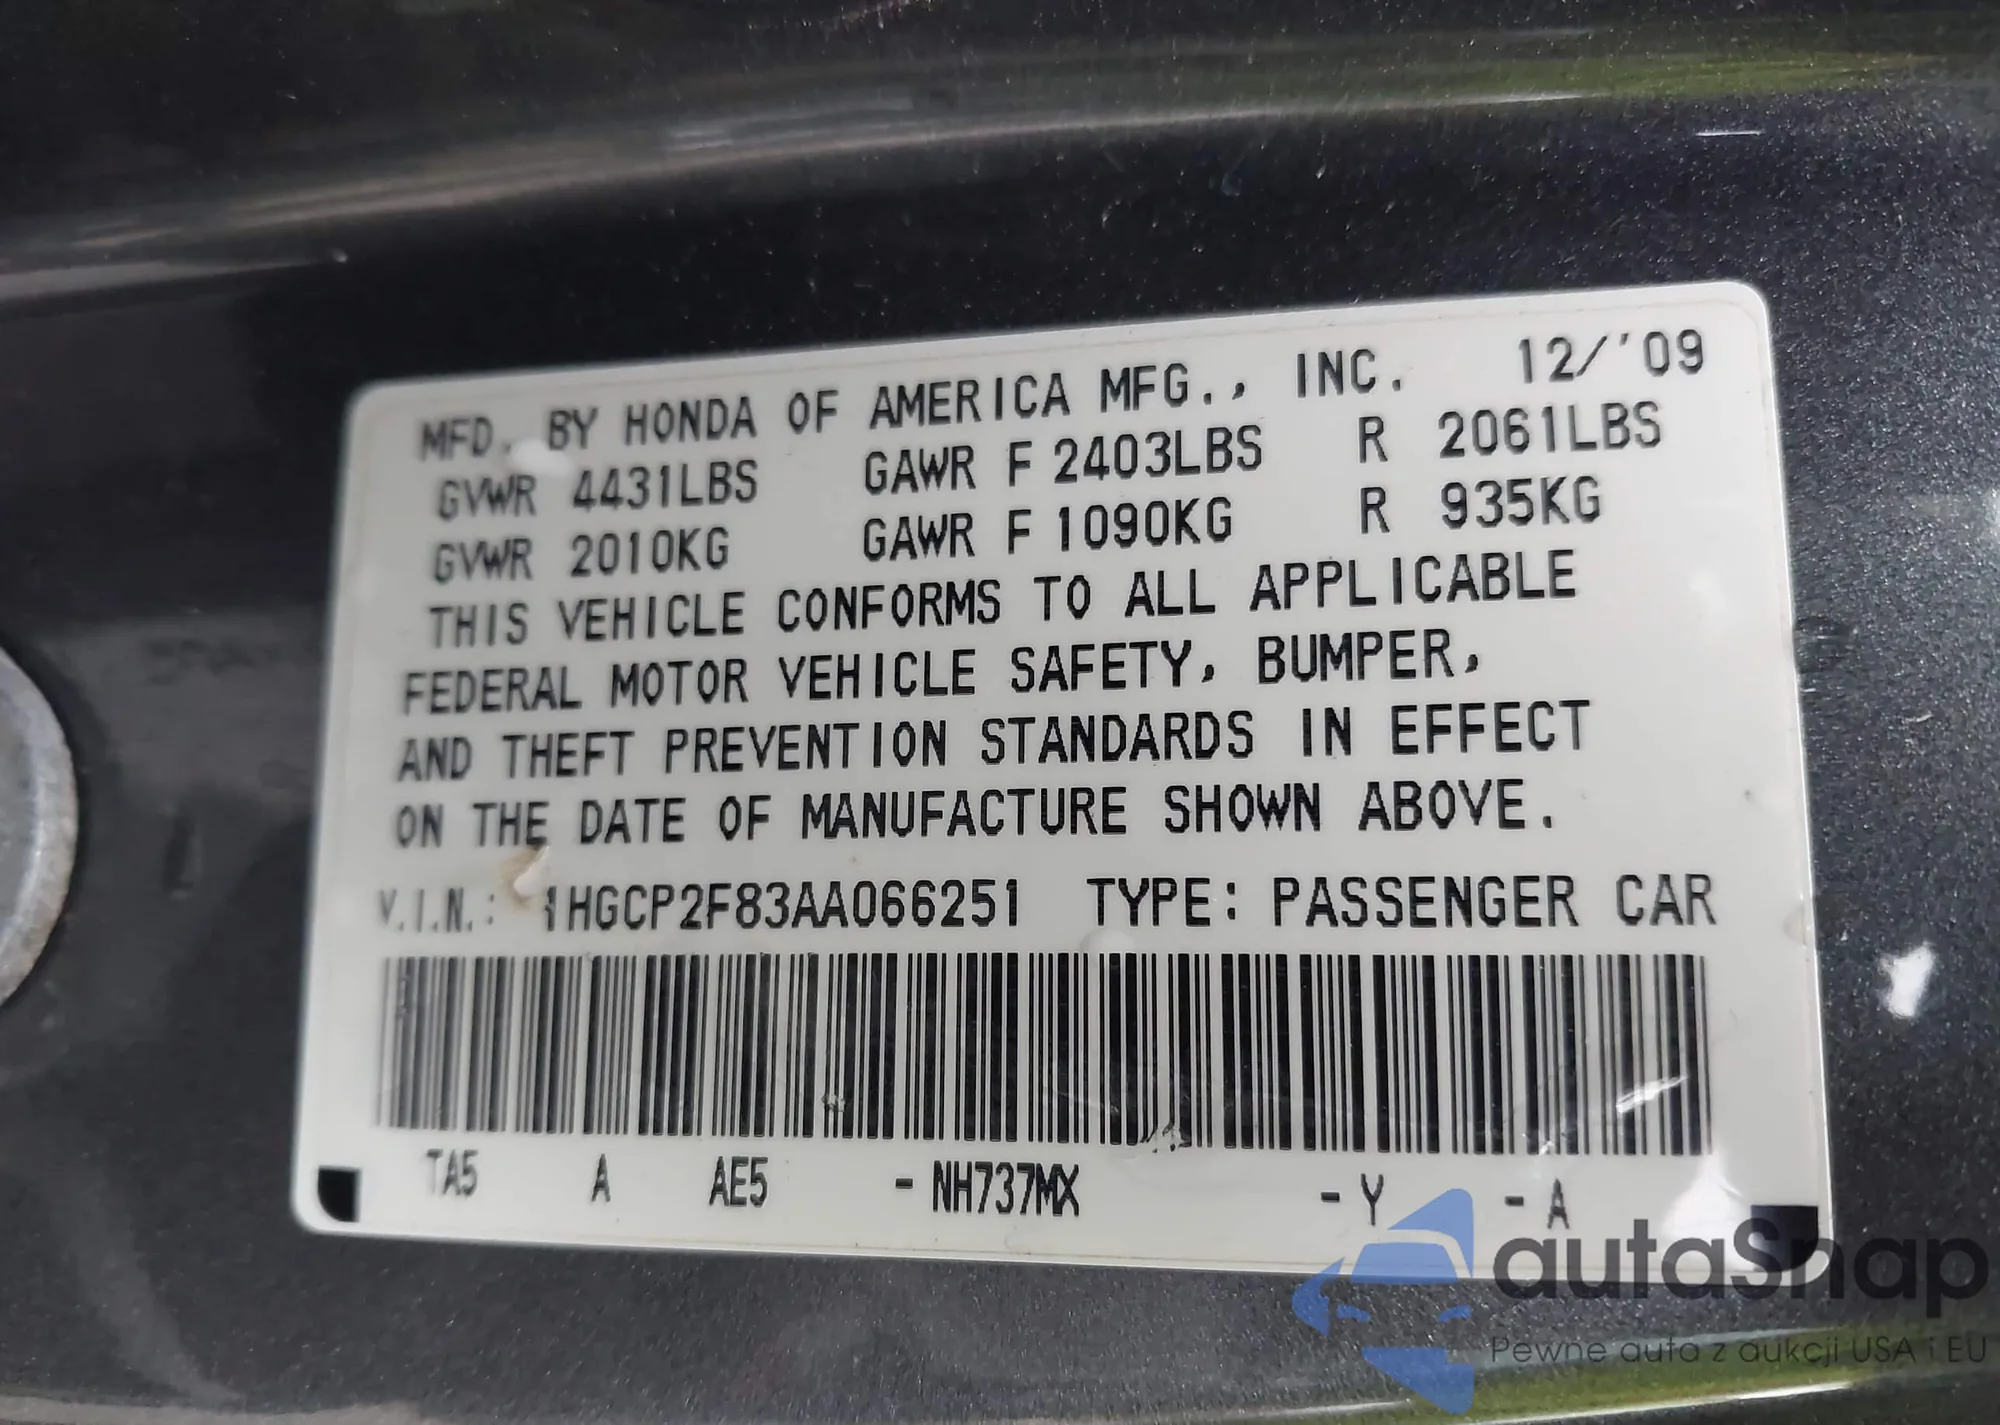 MFD. BY HONDA OF AMERICA MFG., INC. 12/'09
GVWR 4431LBS GAWR F 2403LBS R 2061LBS
GVWR 2010KG GAWR F 1090KG R 935KG
THIS VEHICLE CONFORMS TO ALL APPLICABLE
FEDERAL MOTOR VEHICLE SAFETY, BUMPER,
AND THEFT PREVENTION STANDARDS IN EFFECT
ON THE DATE OF MANUFACTURE SHOWN ABOVE.
V.I.N.: 1HGCP2F83AA066251 TYPE: PASSENGER CAR
TA5 A AE5 - NH737MX - Y - A
autaSnap
Pewne auta z aukcji USA i EU